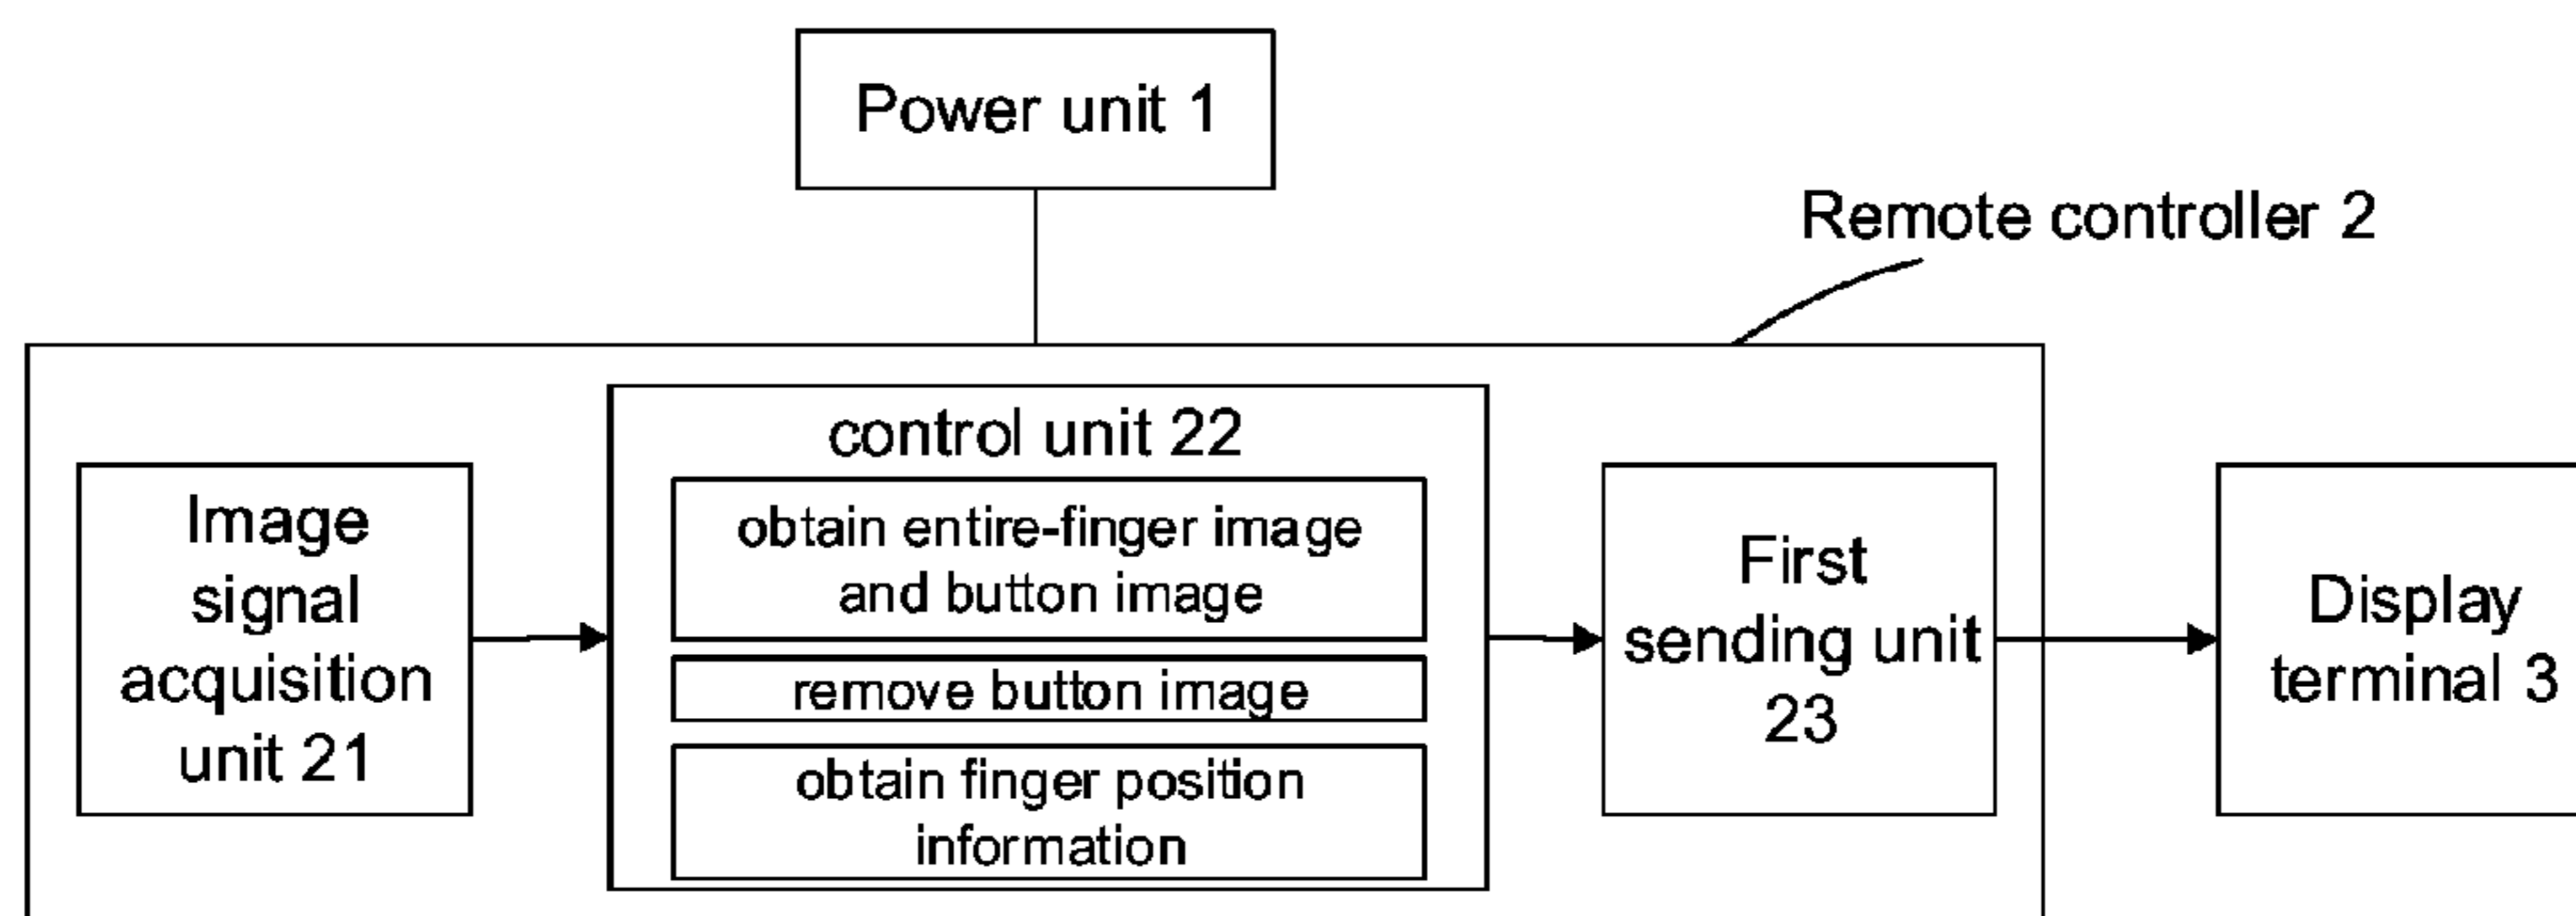 Power unit 1
Remote controller 2
control unit 22
Image
signal
acquisition
unit 21
obtain entire-finger image
and button image
remove button image
obtain finger position
information
First
sending unit
23
Display
terminal 3